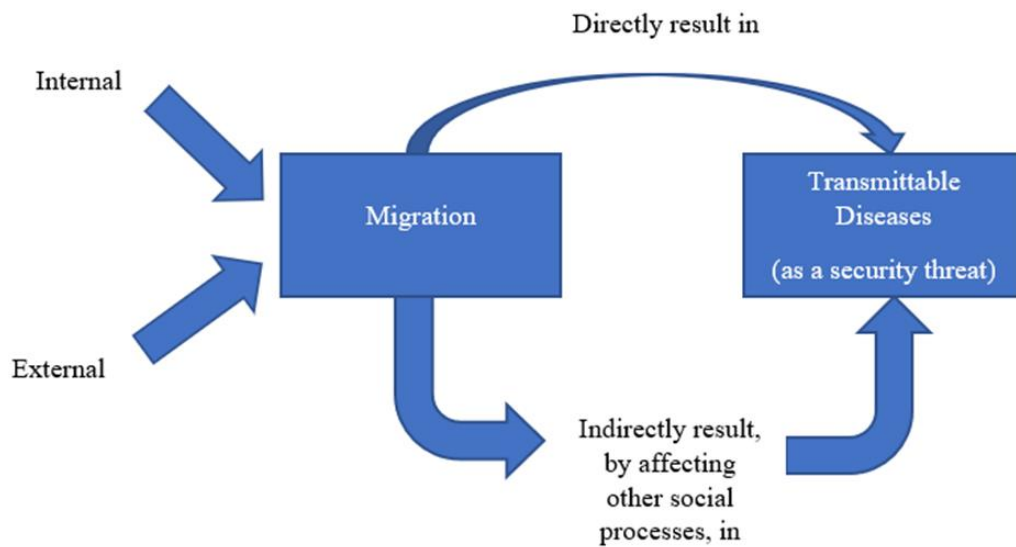 Directly result in
Internal
Migration
Transmittable
Diseases
(as a security threat)
External
Indirectly result,
by affecting
other social
processes, in